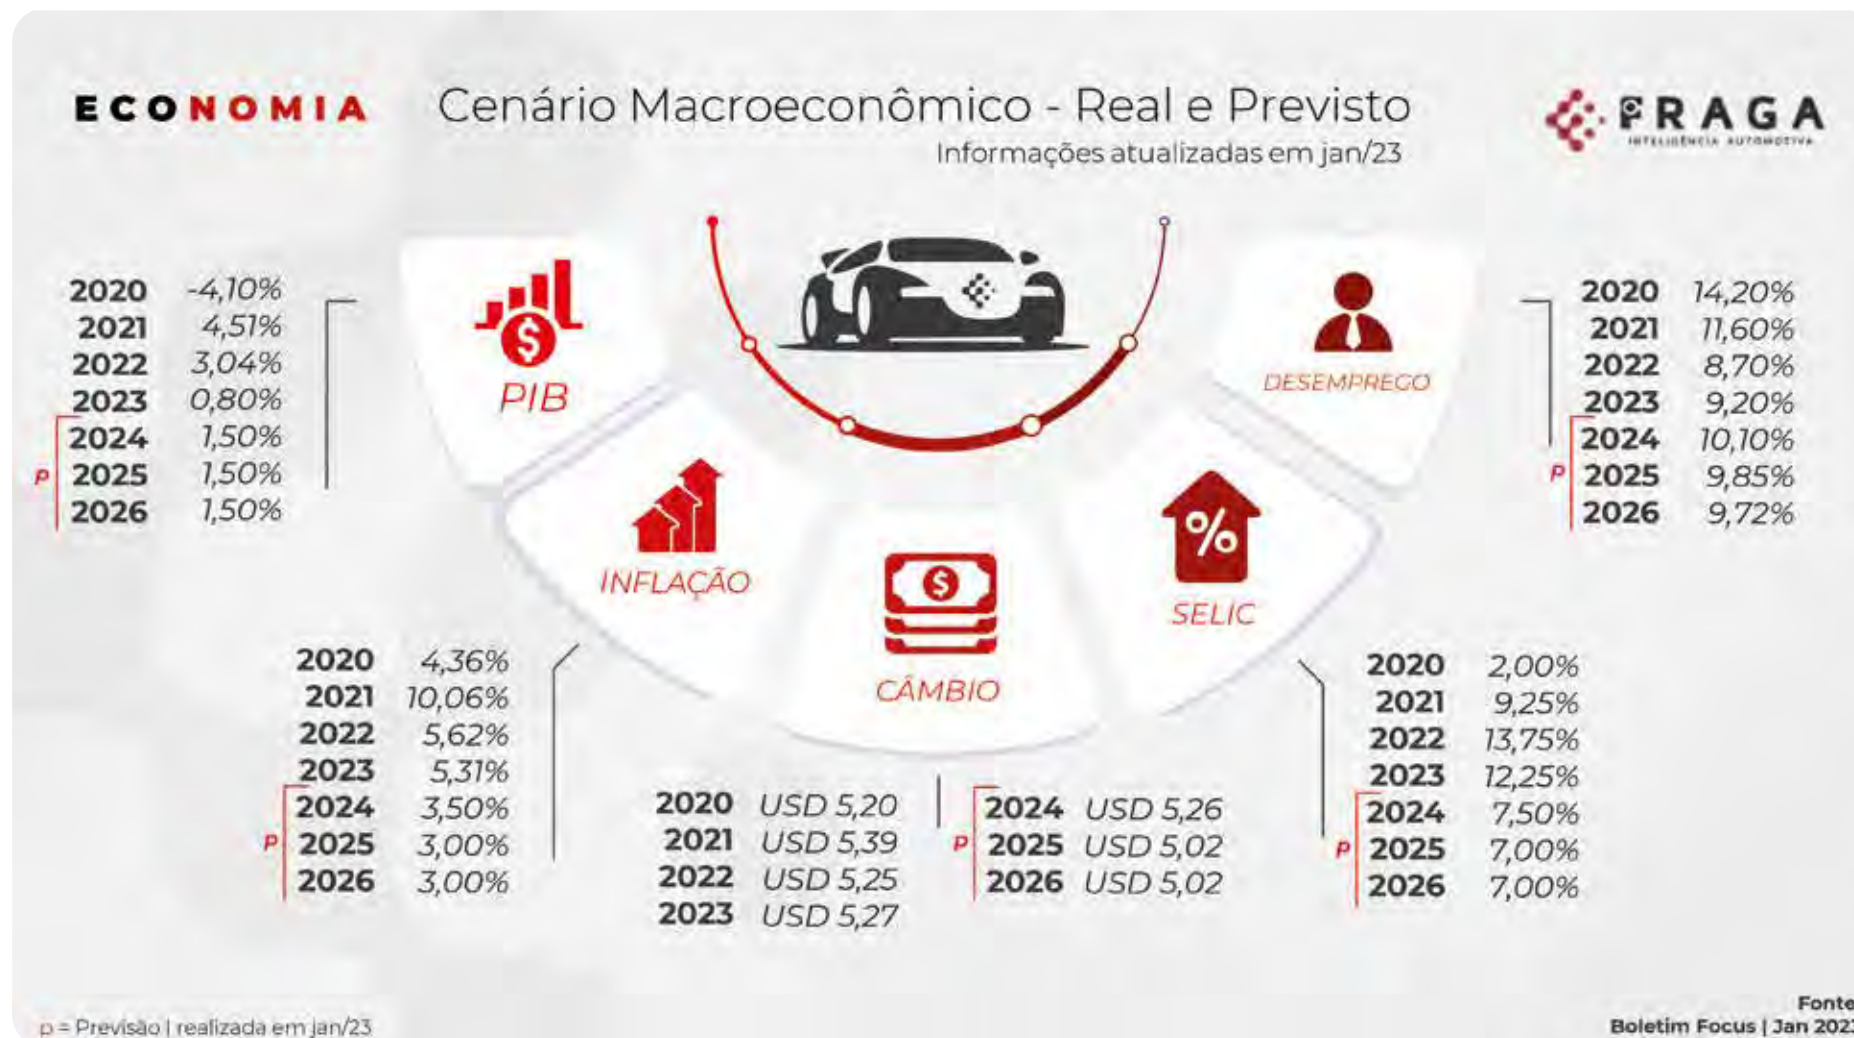 ECONOMIA
Cenário Macroeconômico - Real e Previsto
Informações atualizadas em jan/23
FRAGA
INTELIGÊNCIA AUTOMOTIVA
2020 -4,10%
2021 4,51%
2022 3,04%
2023 0,80%
2024 1,50%
p 2025 1,50%
2026 1,50%
PIB
DESEMPREGO
2020 14,20%
2021 11,60%
2022 8,70%
2023 9,20%
2024 10,10%
p 2025 9,85%
2026 9,72%
INFLAÇÃO
$
CÂMBIO
%
SELIC
2020 4,36%
2021 10,06%
2022 5,62%
2023 5,31%
2024 3,50%
p 2025 3,00%
2026 3,00%
2020 USD 5,20
2021 USD 5,39
2022 USD 5,25
2023 USD 5,27
2024 USD 5,26
p 2025 USD 5,02
2026 USD 5,02
2020 2,00%
2021 9,25%
2022 13,75%
2023 12,25%
2024 7,50%
p 2025 7,00%
2026 7,00%
p = Previsão | realizada em jan/23
Fonte
Boletim Focus | Jan 2023